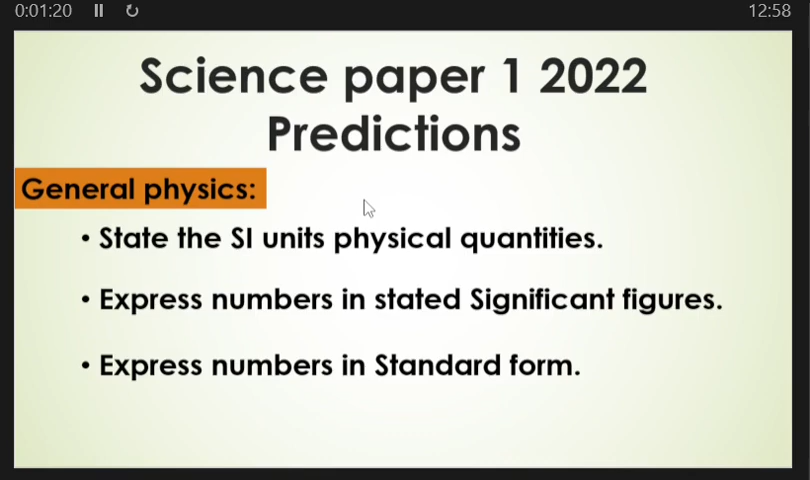 0:01:20
12:58
Science paper 1 2022
Predictions
General physics:
• State the SI units physical quantities.
• Express numbers in stated Significant figures.
• Express numbers in Standard form.